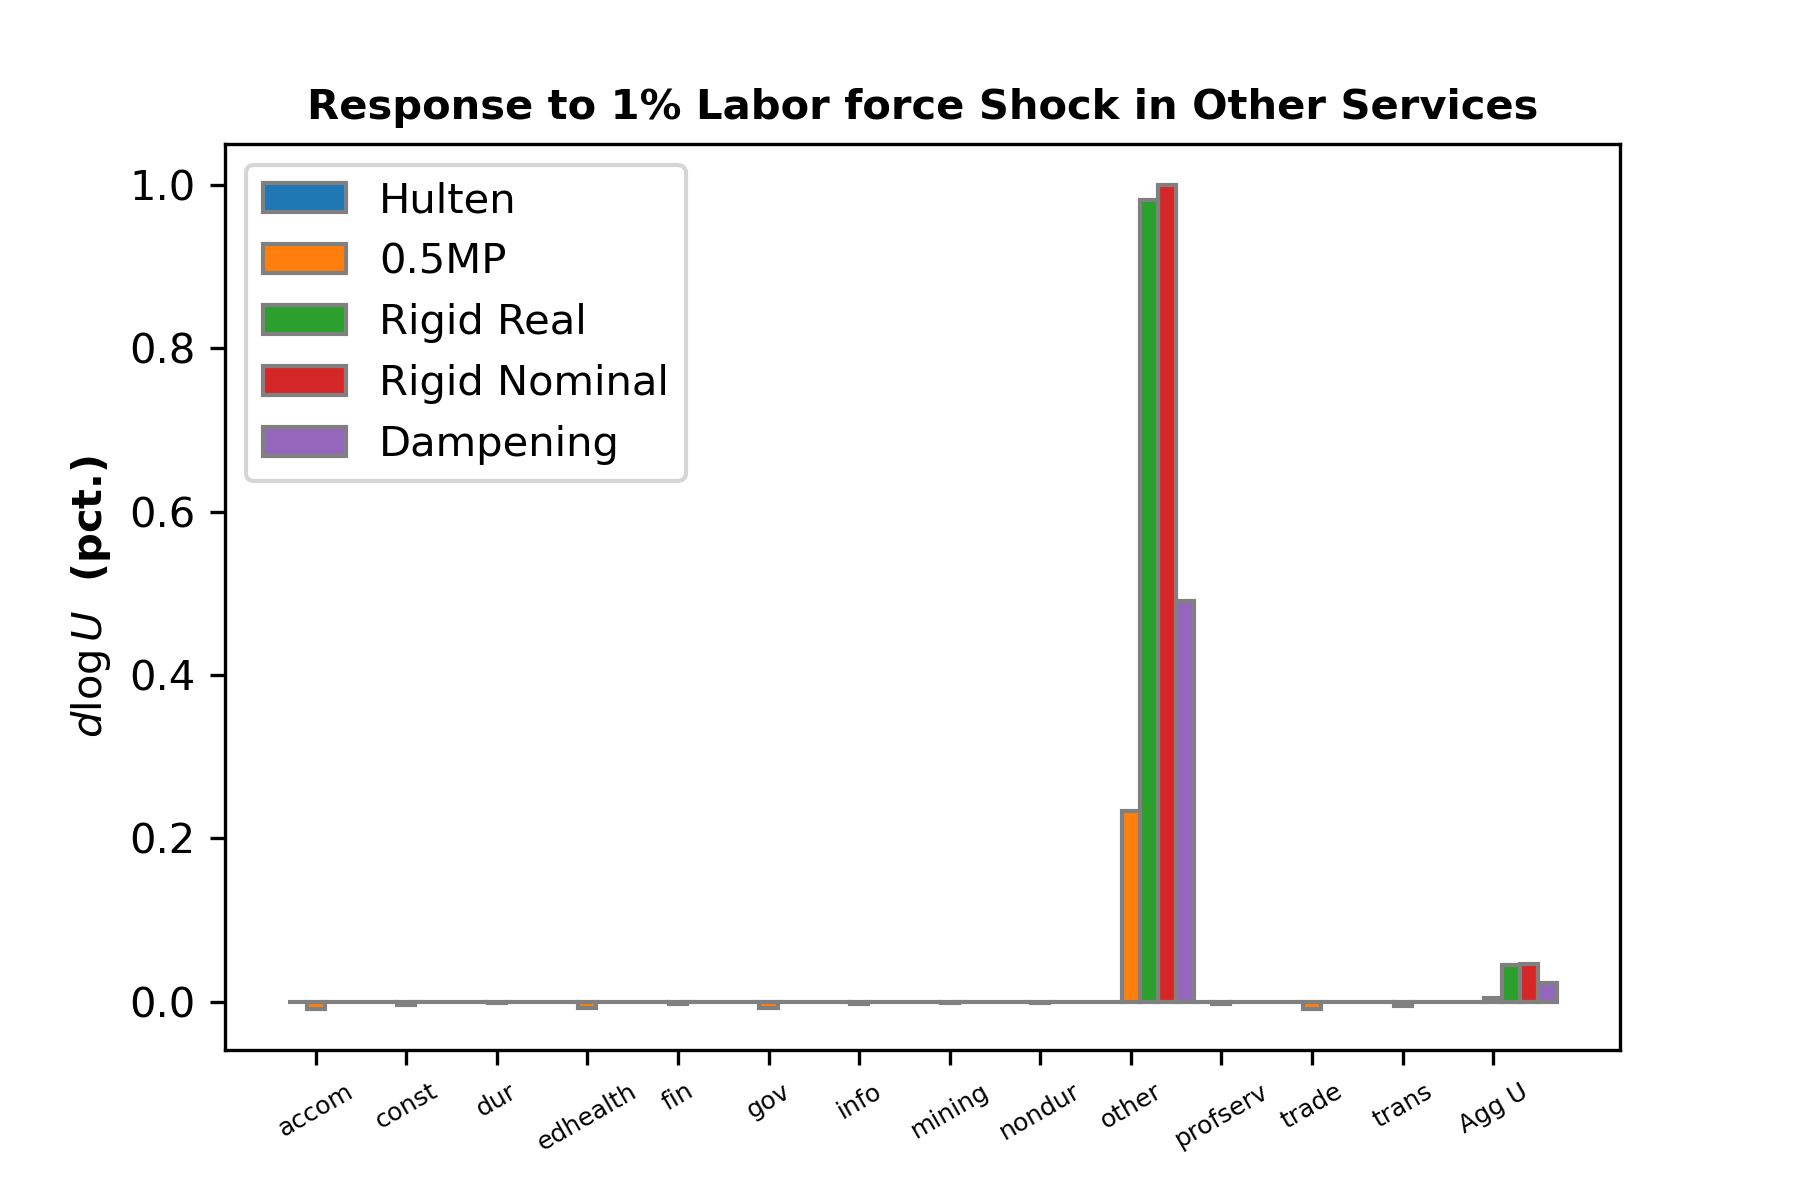 Response to 1% Labor force Shock in Other Services
Hulten
0.5MP
Rigid Real
Rigid Nominal
Dampening
1.0
0.8
0.6
0.4
0.2
0.0
dlog U (pct.)
accom
const
dur
edhealth
fin
gov
info
mining
nondur
other
profserv
trade
trans
Agg U